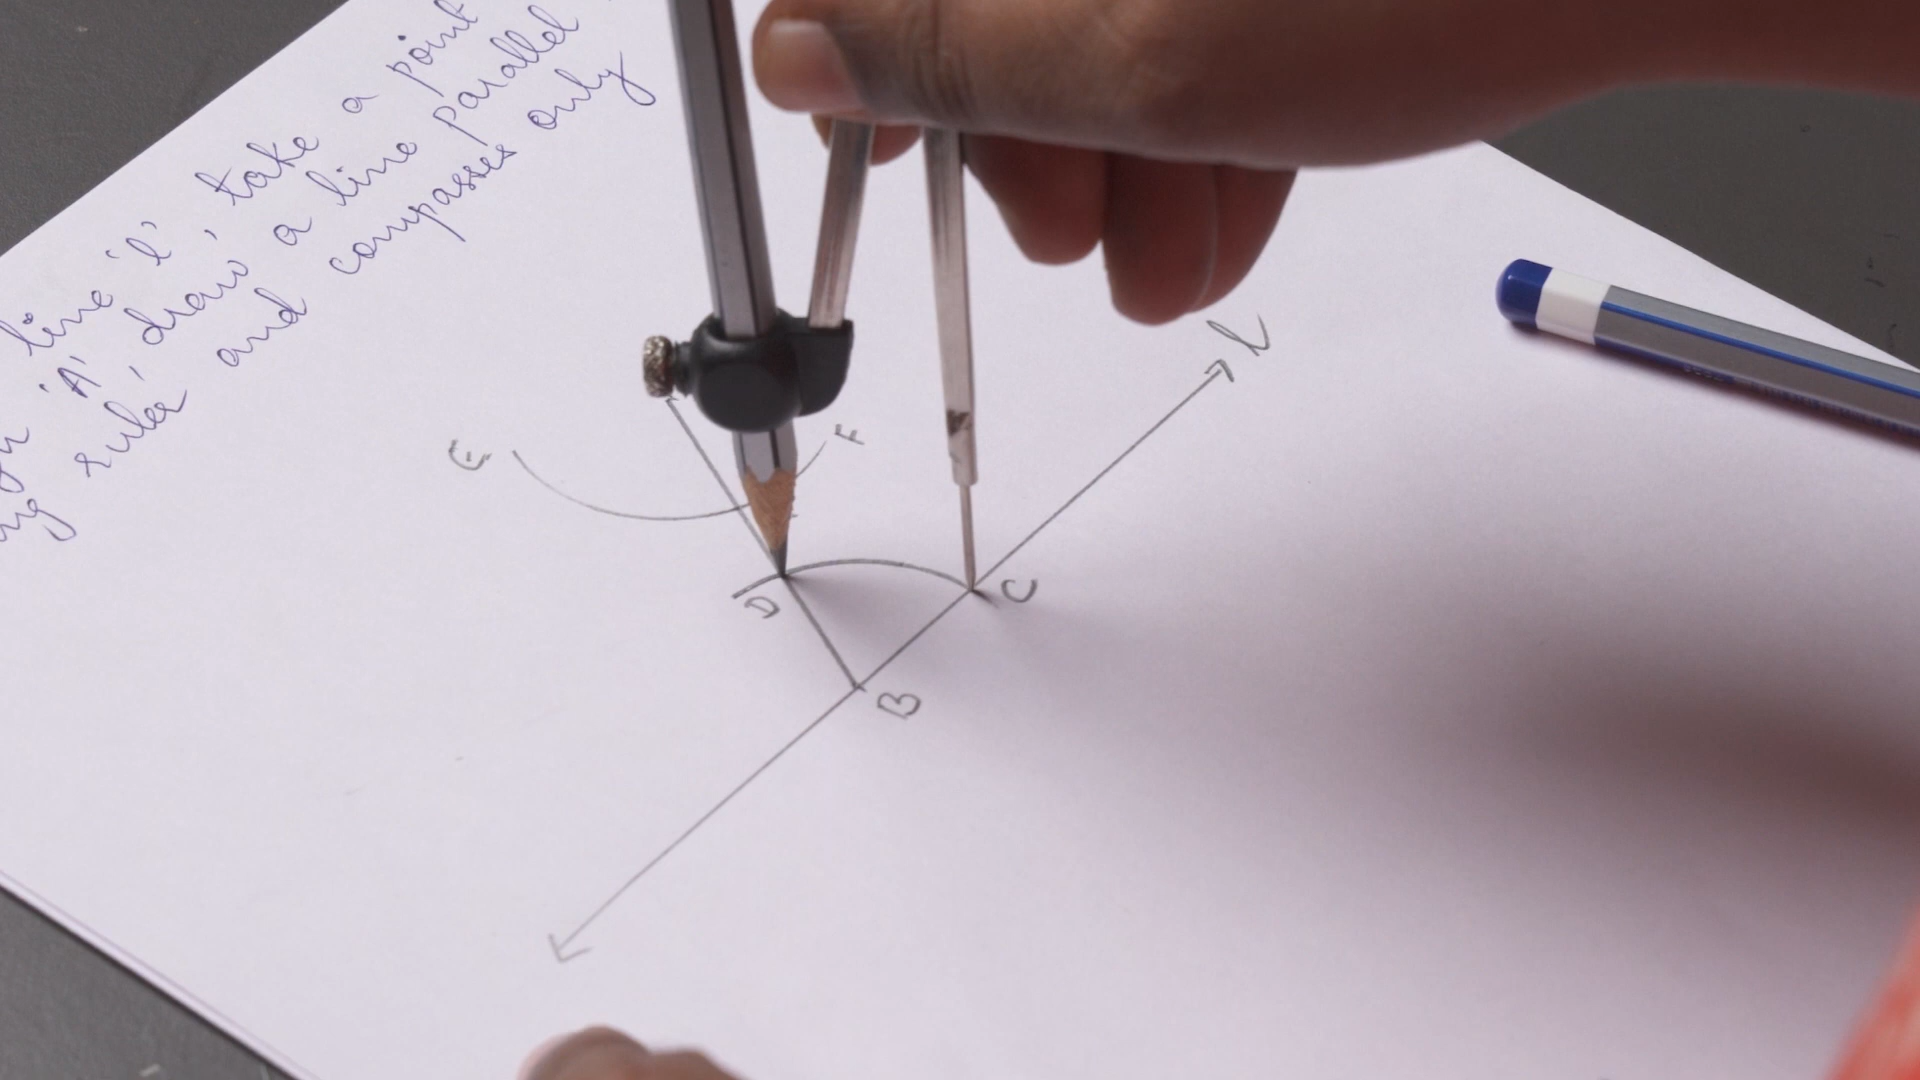 line 'l', take a point
'A', draw a line parallel
ruler and compasses only
l
E
F
D
C
B